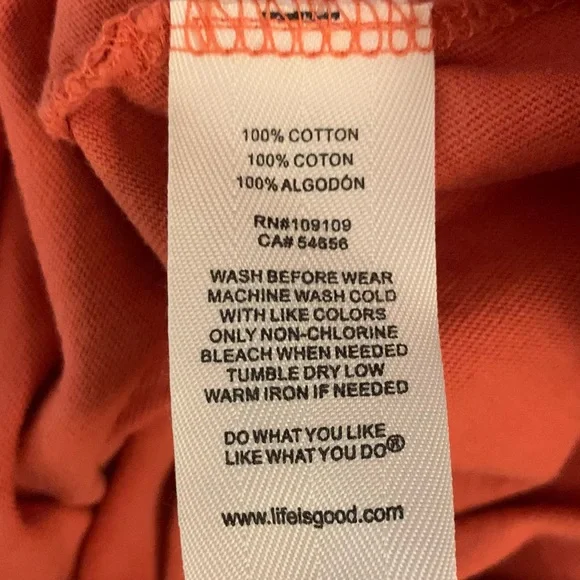 100% COTTON
100% COTON
100% ALGODÓN
RN#109109
CA# 54656
WASH BEFORE WEAR
MACHINE WASH COLD
WITH LIKE COLORS
ONLY NON-CHLORINE
BLEACH WHEN NEEDED
TUMBLE DRY LOW
WARM IRON IF NEEDED
DO WHAT YOU LIKE
LIKE WHAT YOU DO®
www.lifeisgood.com